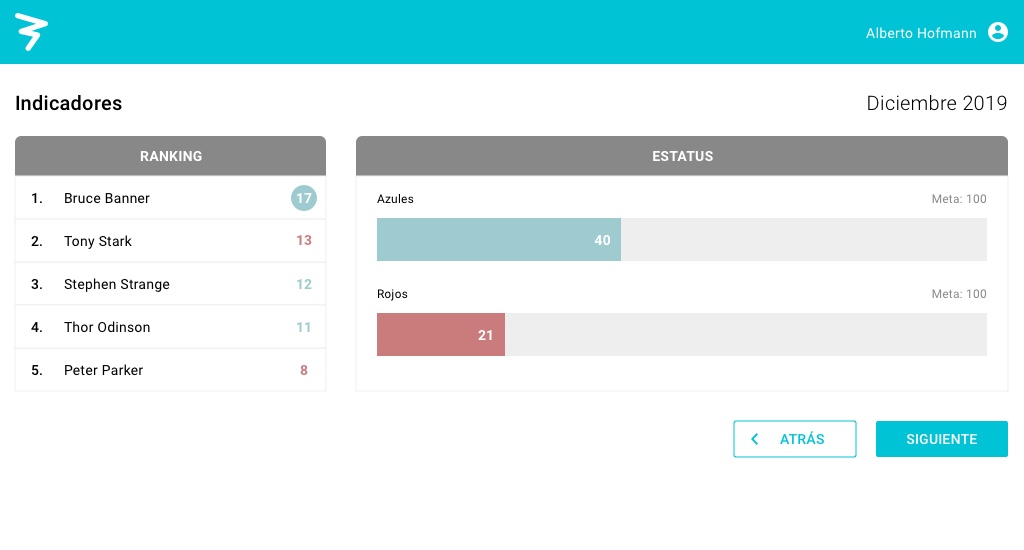 Alberto Hofmann
Indicadores
Diciembre 2019
RANKING
1. Bruce Banner 17
2. Tony Stark 13
3. Stephen Strange 12
4. Thor Odinson 11
5. Peter Parker 8
ESTATUS
Azules Meta: 100
40
Rojos Meta: 100
21
ATRÁS
SIGUIENTE